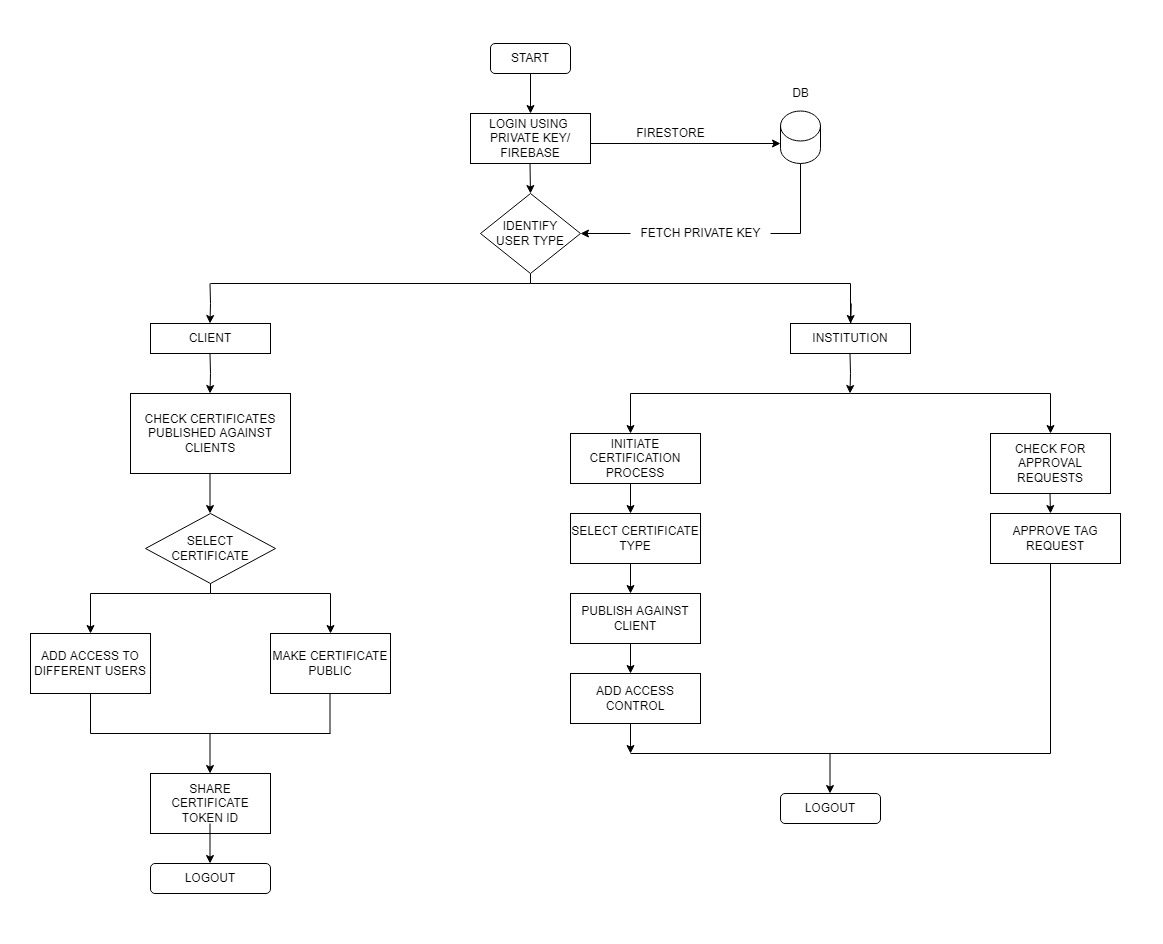 START
DB
LOGIN USING
PRIVATE KEY/
FIREBASE
FIRESTORE
IDENTIFY
USER TYPE
FETCH PRIVATE KEY
CLIENT
INSTITUTION
CHECK CERTIFICATES
PUBLISHED AGAINST
CLIENTS
INITIATE
CERTIFICATION
PROCESS
CHECK FOR
APPROVAL
REQUESTS
SELECT CERTIFICATE
TYPE
APPROVE TAG
REQUEST
SELECT
CERTIFICATE
PUBLISH AGAINST
CLIENT
ADD ACCESS TO
DIFFERENT USERS
MAKE CERTIFICATE
PUBLIC
ADD ACCESS
CONTROL
SHARE
CERTIFICATE
TOKEN ID
LOGOUT
LOGOUT